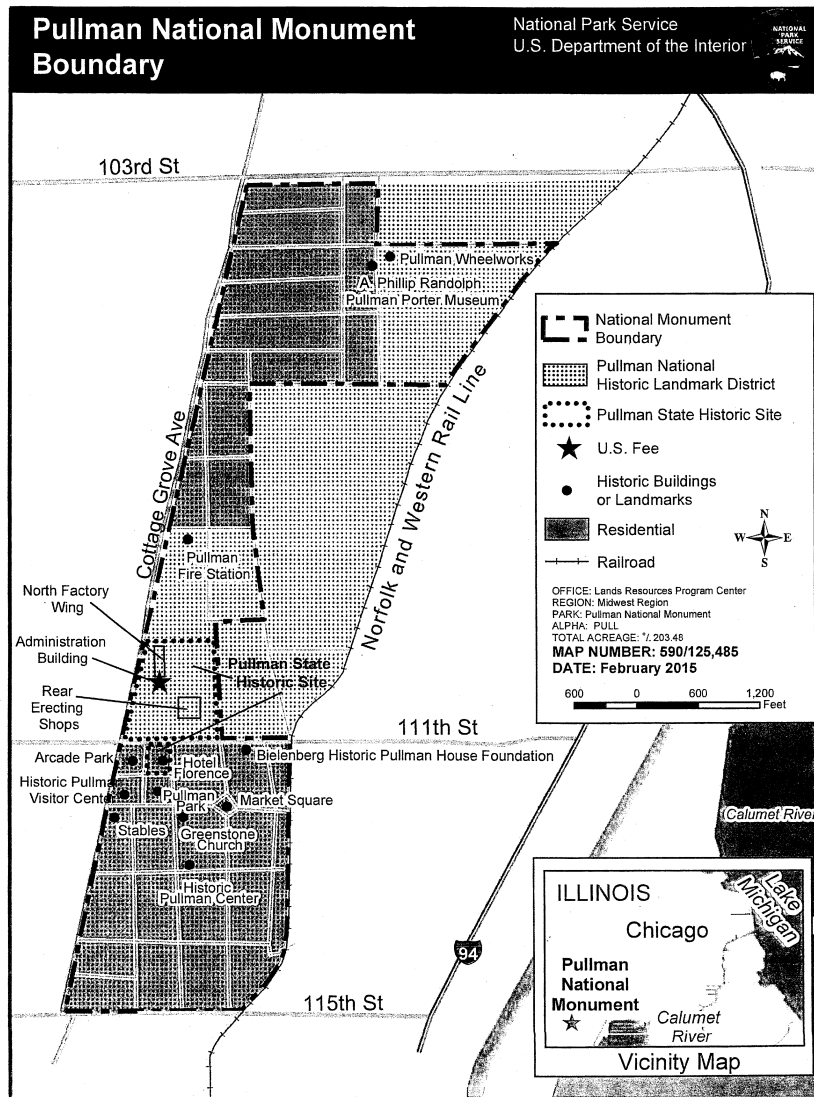 Pullman National Monument
Boundary
National Park Service
U.S. Department of the Interior
NATIONAL
PARK
SERVICE
103rd St
Pullman Wheelworks
A. Phillip Randolph
Pullman Porter Museum
National Monument
Boundary
Pullman National
Historic Landmark District
Pullman State Historic Site
U.S. Fee
Historic Buildings
or Landmarks
Residential
Railroad
N
W
E
S
OFFICE: Lands Resources Program Center
REGION: Midwest Region
PARK: Pullman National Monument
ALPHA: PULL
TOTAL ACREAGE: +/. 203.48
MAP NUMBER: 590/125,485
DATE: February 2015
600 0 600 1,200
Feet
Cottage Grove Ave
Norfolk and Western Rail Line
Pullman
Fire Station
North Factory
Wing
Administration
Building
Rear
Erecting
Shops
Pullman State
Historic Site
111th St
Arcade Park
Hotel
Florence
Bielenberg Historic Pullman House Foundation
Historic Pullman
Visitor Center
Pullman
Park
Market Square
Stables
Greenstone
Church
Historic
Pullman Center
115th St
94
Calumet River
ILLINOIS
Chicago
Lake
Michigan
Pullman
National
Monument
Calumet
River
Vicinity Map